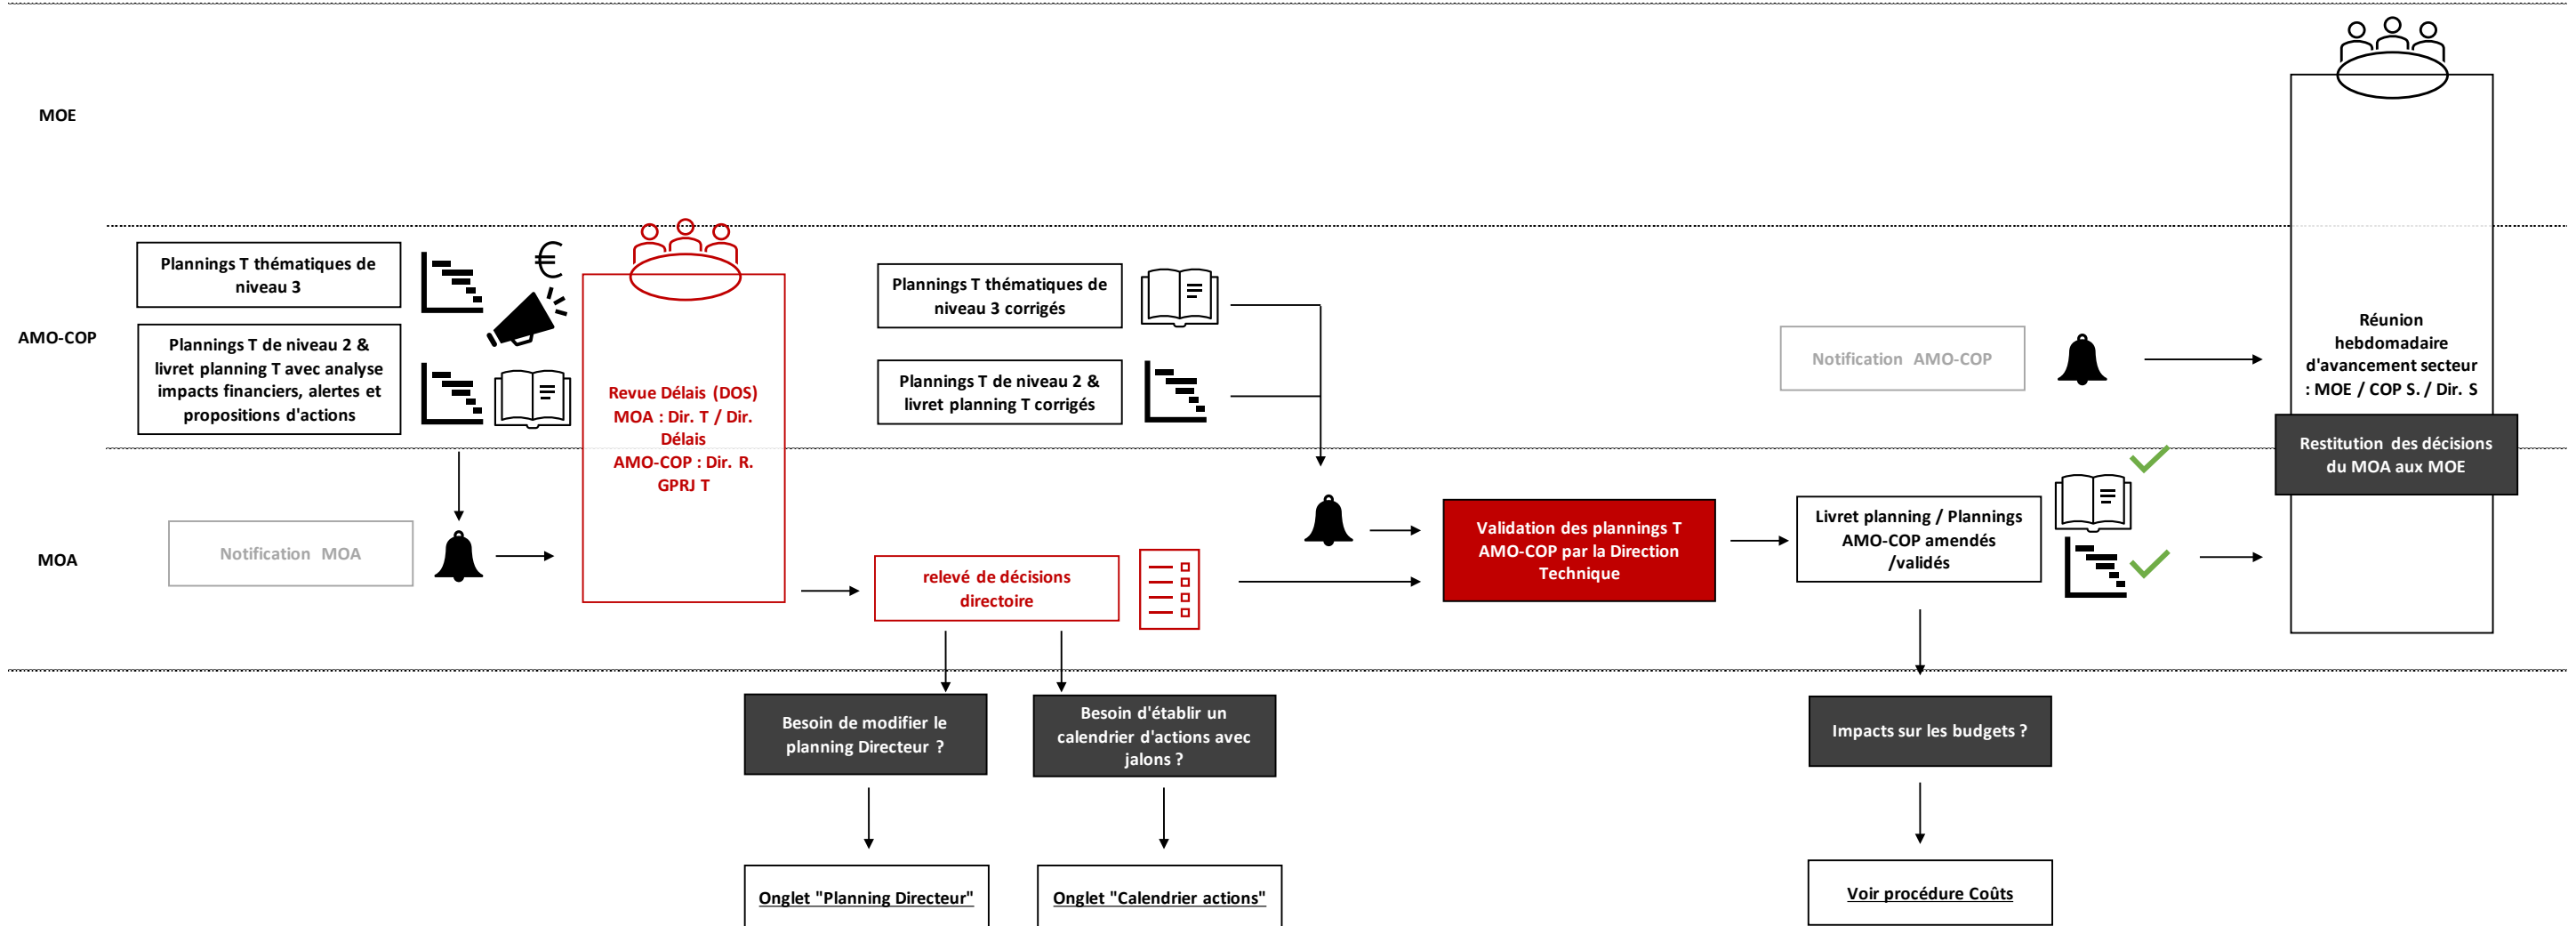 MOE
AMO-COP
MOA
Plannings T thématiques de
niveau 3
Plannings T de niveau 2 &
livret planning T avec analyse
impacts financiers, alertes et
propositions d'actions
€
Notification MOA
Revue Délais (DOS)
MOA : Dir. T / Dir.
Délais
AMO-COP : Dir. R.
GPRJ T
Plannings T thématiques de
niveau 3 corrigés
Plannings T de niveau 2 &
livret planning T corrigés
relevé de décisions
directoire
Besoin de modifier le
planning Directeur ?
Besoin d'établir un
calendrier d'actions avec
jalons ?
Onglet "Planning Directeur"
Onglet "Calendrier actions"
Validation des plannings T
AMO-COP par la Direction
Technique
Livret planning / Plannings
AMO-COP amendés
/validés
Impacts sur les budgets ?
Voir procédure Coûts
Notification AMO-COP
Réunion
hebdomadaire
d'avancement secteur
: MOE / COP S. / Dir. S
Restitution des décisions
du MOA aux MOE